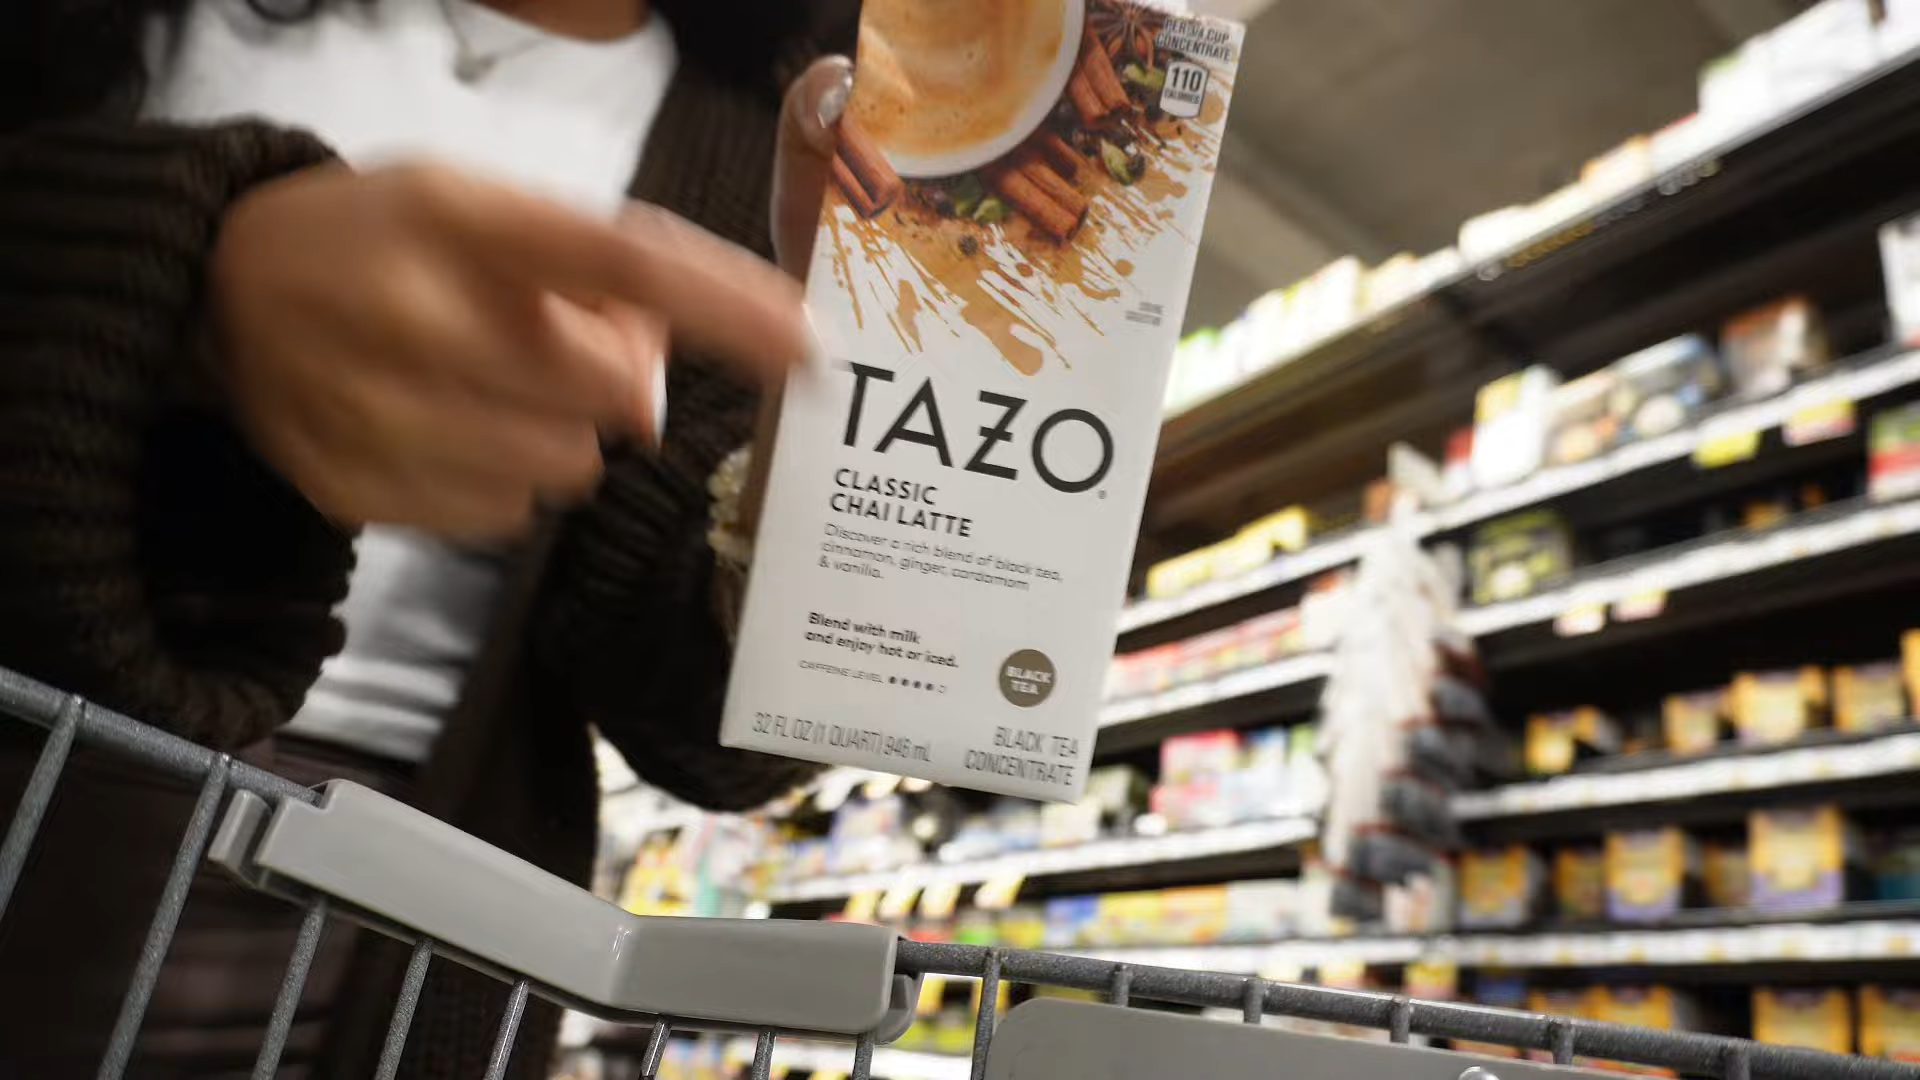 PER 3/4 CUP
CONCENTRATE
110
CALORIES
TAZO
CLASSIC
CHAI LATTE
Discover a rich blend of black tea,
cinnamon, ginger, cardamom
& vanilla.
Blend with milk
and enjoy hot or iced.
CAFFEINE LEVEL
BLACK
TEA
32 FL OZ (1 QUART) 946 mL
BLACK TEA
CONCENTRATE